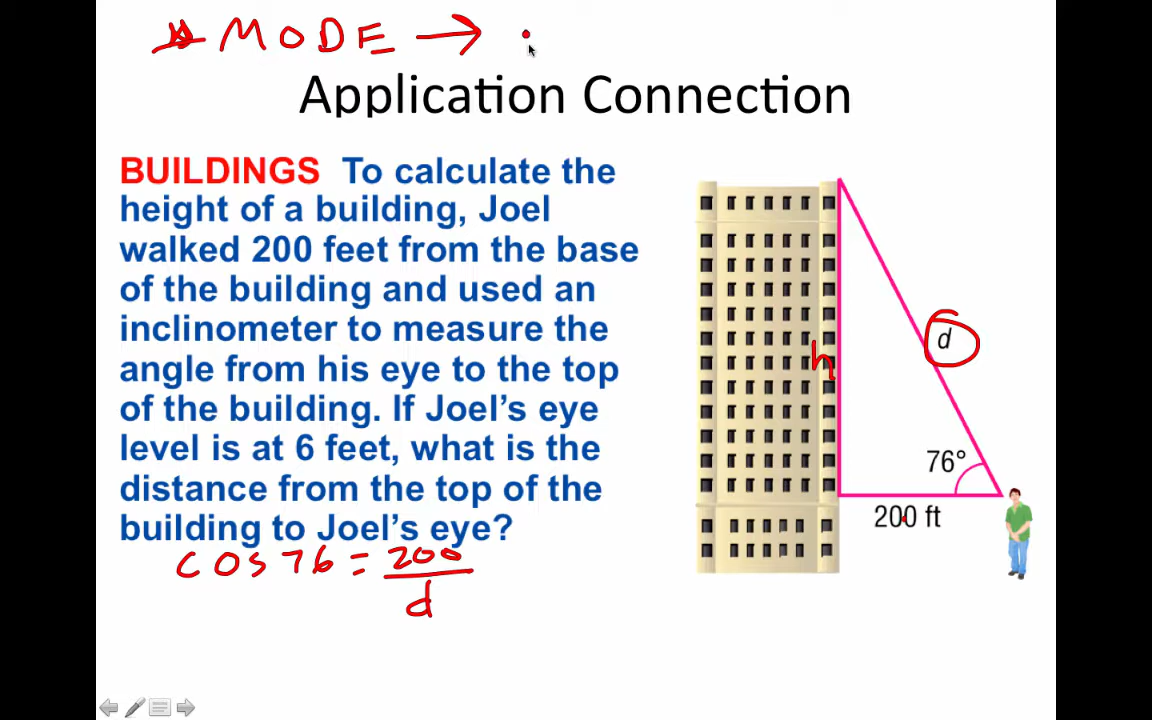 MODE →
Application Connection
BUILDINGS To calculate the
height of a building, Joel
walked 200 feet from the base
of the building and used an
inclinometer to measure the
angle from his eye to the top
of the building. If Joel's eye
level is at 6 feet, what is the
distance from the top of the
building to Joel's eye?
h
d
76°
200 ft
cos 76 = 200
d